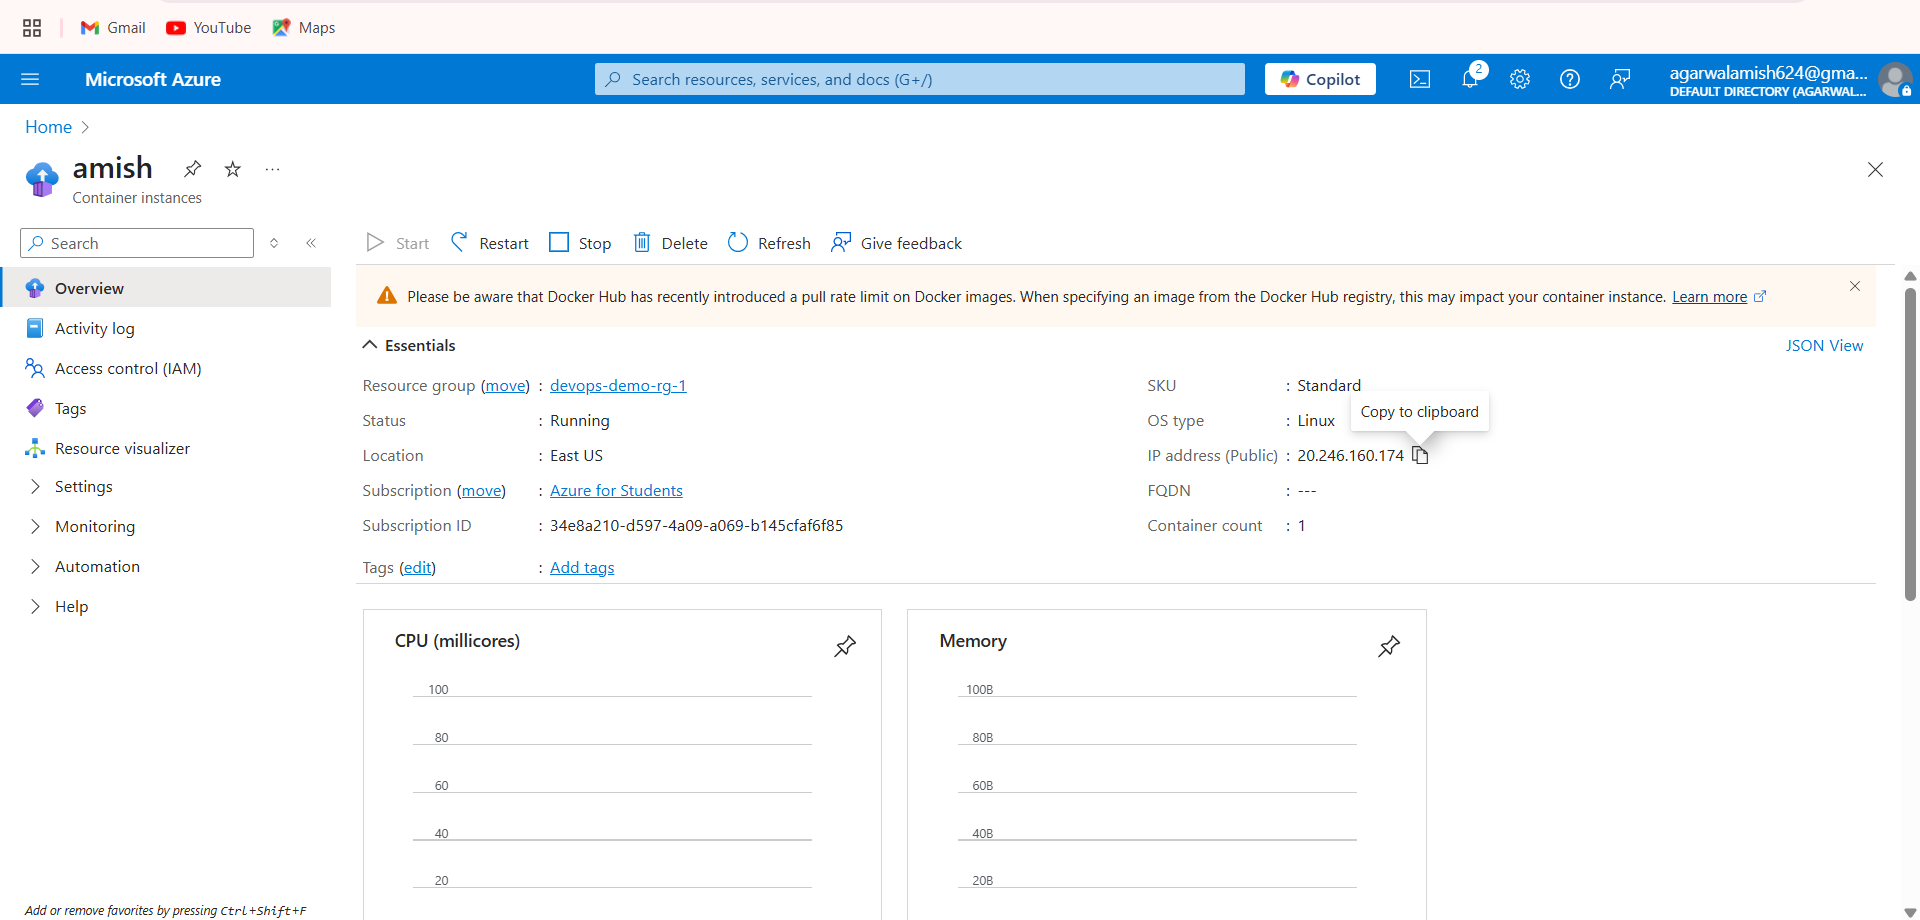 Gmail
YouTube
Maps
Microsoft Azure
Search resources, services, and docs (G+/)
Copilot
2
agarwalamish624@gma...
DEFAULT DIRECTORY (AGARWAL...
Home
amish
Container instances
Search
Start
Restart
Stop
Delete
Refresh
Give feedback
Overview
Activity log
Access control (IAM)
Tags
Resource visualizer
Settings
Monitoring
Automation
Help
Add or remove favorites by pressing Ctrl+Shift+F
Please be aware that Docker Hub has recently introduced a pull rate limit on Docker images. When specifying an image from the Docker Hub registry, this may impact your container instance. Learn more
Essentials
JSON View
Resource group (move) : devops-demo-rg-1
Status : Running
Location : East US
Subscription (move) : Azure for Students
Subscription ID : 34e8a210-d597-4a09-a069-b145cfaf6f85
Tags (edit) : Add tags
SKU : Standard
Copy to clipboard
OS type : Linux
IP address (Public) : 20.246.160.174
FQDN : ---
Container count : 1
CPU (millicores)
100
80
60
40
20
Memory
100B
80B
60B
40B
20B